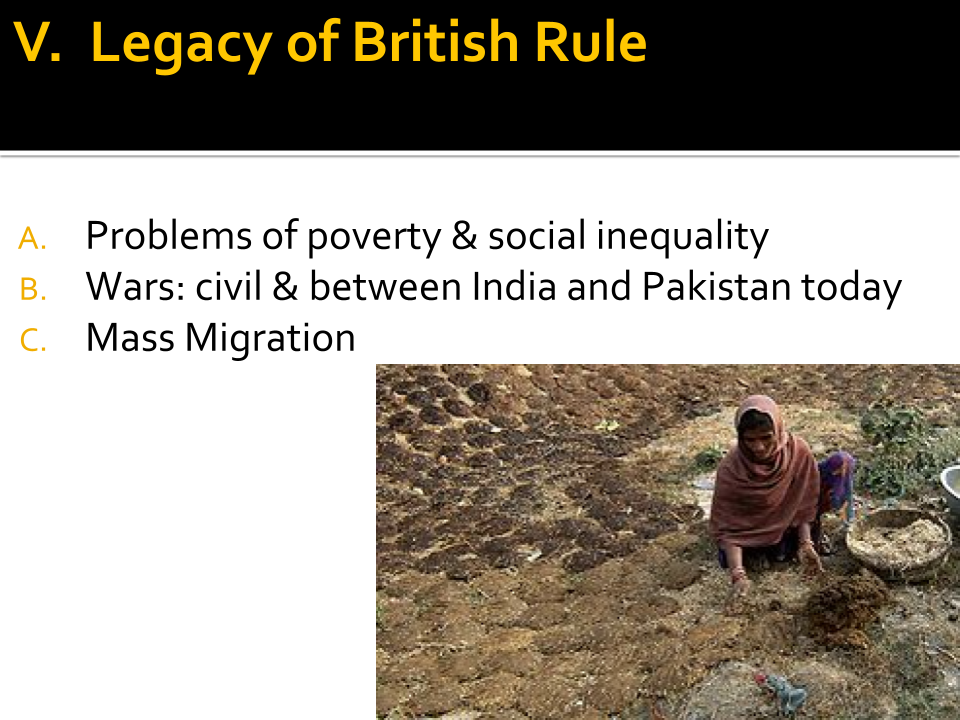 V. Legacy of British Rule
A. Problems of poverty & social inequality
B. Wars: civil & between India and Pakistan today
C. Mass Migration